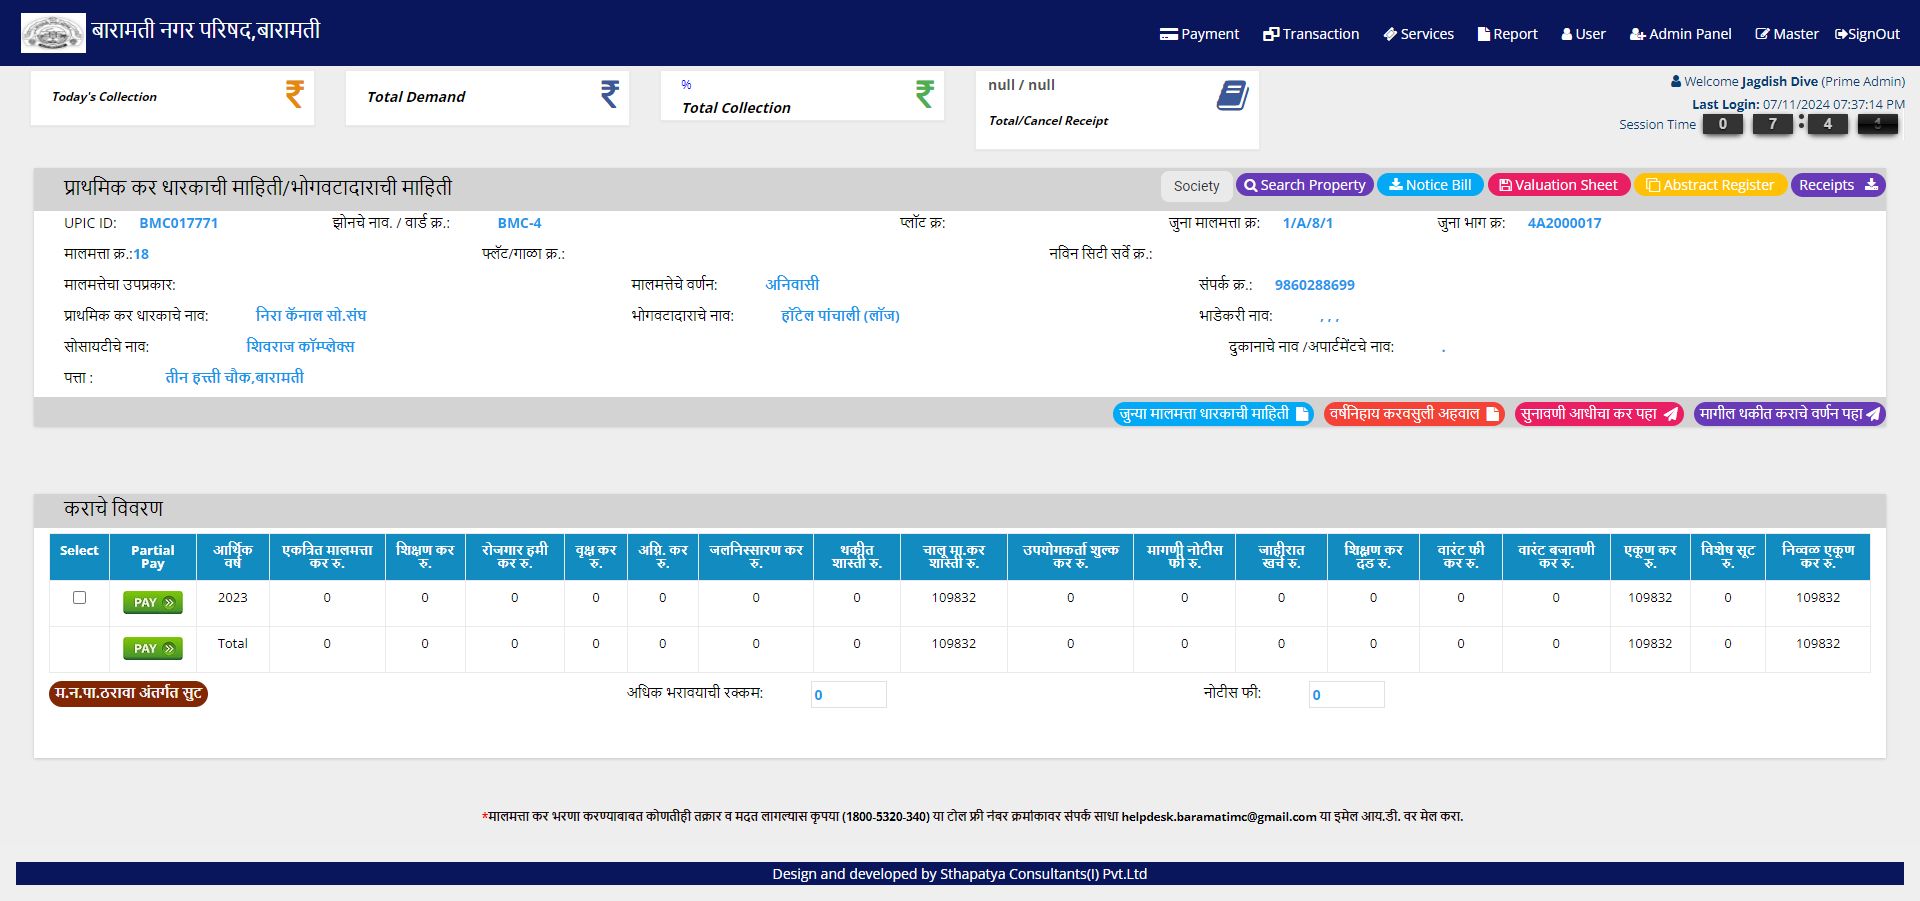 बारामती नगर परिषद,बारामती
Payment Transaction Services Report User Admin Panel Master SignOut
Today's Collection
Total Demand
%
Total Collection
null / null
Total/Cancel Receipt
Welcome Jagdish Dive (Prime Admin)
Last Login: 07/11/2024 07:37:14 PM
Session Time 0 7 : 4
प्राथमिक कर धारकाची माहिती/भोगवटादाराची माहिती
Society Search Property Notice Bill Valuation Sheet Abstract Register Receipts
UPIC ID: BMC017771 झोनचे नाव. / वार्ड क्र.: BMC-4 प्लॉट क्र: जुना मालमत्ता क्र: 1/A/8/1 जुना भाग क्र: 4A2000017
मालमत्ता क्र.:18 फ्लॅट/गाळा क्र.: नविन सिटी सर्वे क्र.:
मालमत्तेचा उपप्रकार: मालमत्तेचे वर्णन: अनिवासी संपर्क क्र.: 9860288699
प्राथमिक कर धारकाचे नाव: निरा कॅनाल सो.संघ भोगवटादाराचे नाव: हॉटेल पांचाली (लॉज) भाडेकरी नाव: , , ,
सोसायटीचे नाव: शिवराज कॉम्प्लेक्स दुकानाचे नाव /अपार्टमेंटचे नाव: .
पत्ता : तीन हत्ती चौक,बारामती
जुन्या मालमत्ता धारकाची माहिती वर्षनिहाय करवसुली अहवाल सुनावणी आधीचा कर पहा मागील थकीत कराचे वर्णन पहा
कराचे विवरण
Select Partial Pay आर्थिक वर्ष एकत्रित मालमत्ता कर रु. शिक्षण कर रु. रोजगार हमी कर रु. वृक्ष कर रु. अग्नि. कर रु. जलनिस्सारण कर रु. थकीत शास्ती रु. चालू मा.कर शास्ती रु. उपयोगकर्ता शुल्क कर रु. मागणी नोटीस फी रु. जाहीरात खर्च रु. शिक्षण कर दंड रु. वारंट फी कर रु. वारंट बजावणी कर रु. एकूण कर रु. विशेष सूट रु. निव्वळ एकूण कर रु.
PAY 2023 0 0 0 0 0 0 0 109832 0 0 0 0 0 0 109832 0 109832
PAY Total 0 0 0 0 0 0 0 109832 0 0 0 0 0 0 109832 0 109832
म.न.पा.ठरावा अंतर्गत सुट अधिक भरावयाची रक्कम: 0 नोटीस फी: 0
*मालमत्ता कर भरणा करण्याबाबत कोणतीही तक्रार व मदत लागल्यास कृपया (1800-5320-340) या टोल फ्री नंबर क्रमांकावर संपर्क साधा helpdesk.baramatimc@gmail.com या इमेल आय.डी. वर मेल करा.
Design and developed by Sthapatya Consultants(I) Pvt.Ltd